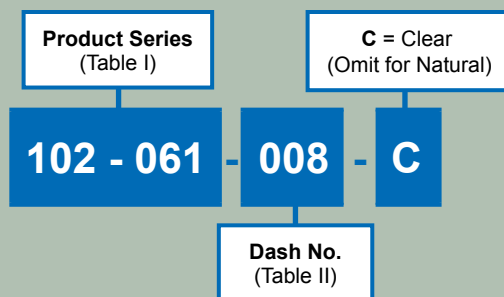 Product Series
(Table I)
C = Clear
(Omit for Natural)
102 - 061 - 008 - C
Dash No.
(Table II)